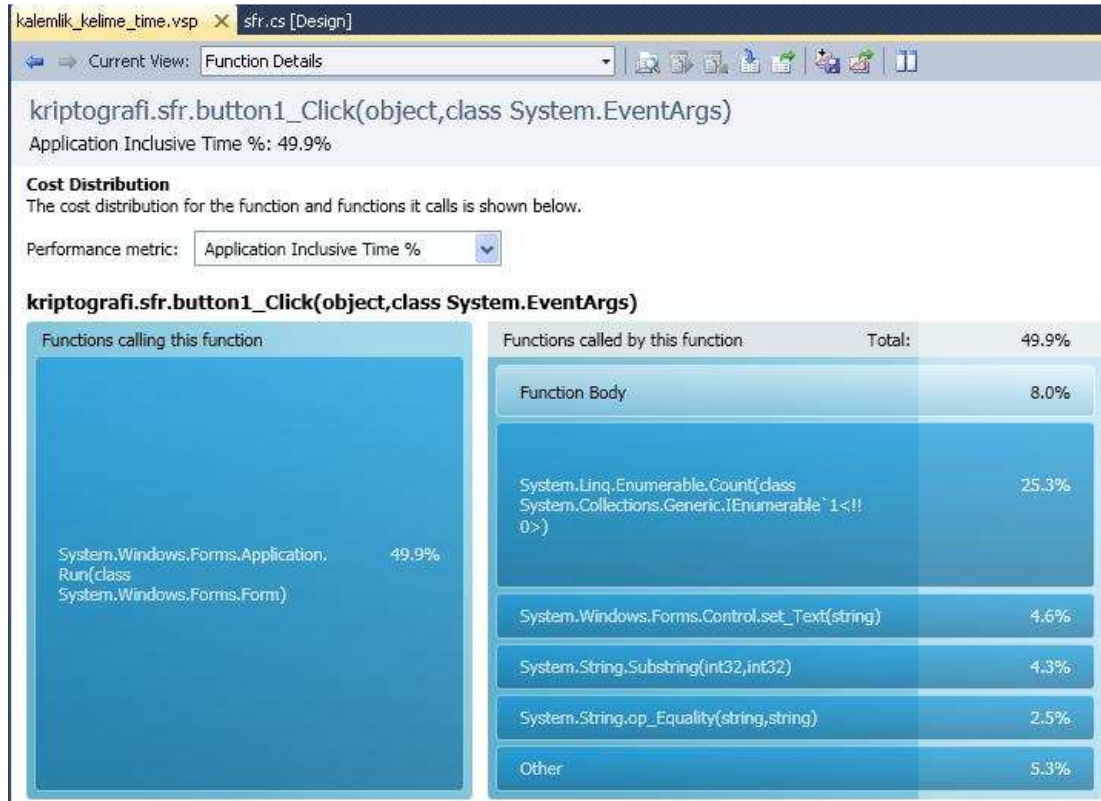 kalemlik_kelime_time.vsp
sfr.cs [Design]
Current View:
Function Details
kriptografi.sfr.button1_Click(object,class System.EventArgs)
Application Inclusive Time %: 49.9%
Cost Distribution
The cost distribution for the function and functions it calls is shown below.
Performance metric:
Application Inclusive Time %
kriptografi.sfr.button1_Click(object,class System.EventArgs)
Functions calling this function
System.Windows.Forms.Application. 49.9%
Run(class
System.Windows.Forms.Form)
Functions called by this function Total: 49.9%
Function Body 8.0%
System.Linq.Enumerable.Count(class 25.3%
System.Collections.Generic.IEnumerable`1<!!
0>)
System.Windows.Forms.Control.set_Text(string) 4.6%
System.String.Substring(int32,int32) 4.3%
System.String.op_Equality(string,string) 2.5%
Other 5.3%